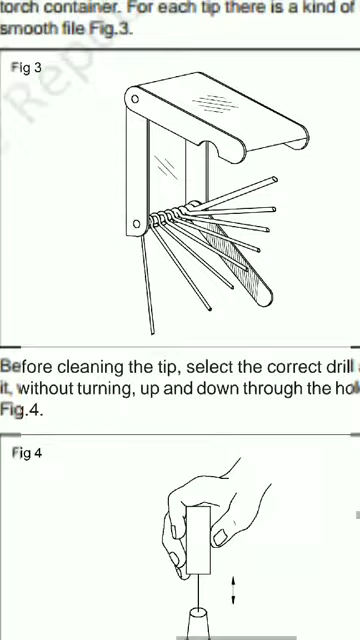 torch container. For each tip there is a kind of
smooth file Fig.3.
Fig 3
Before cleaning the tip, select the correct drill
it, without turning, up and down through the
Fig.4.
Fig 4